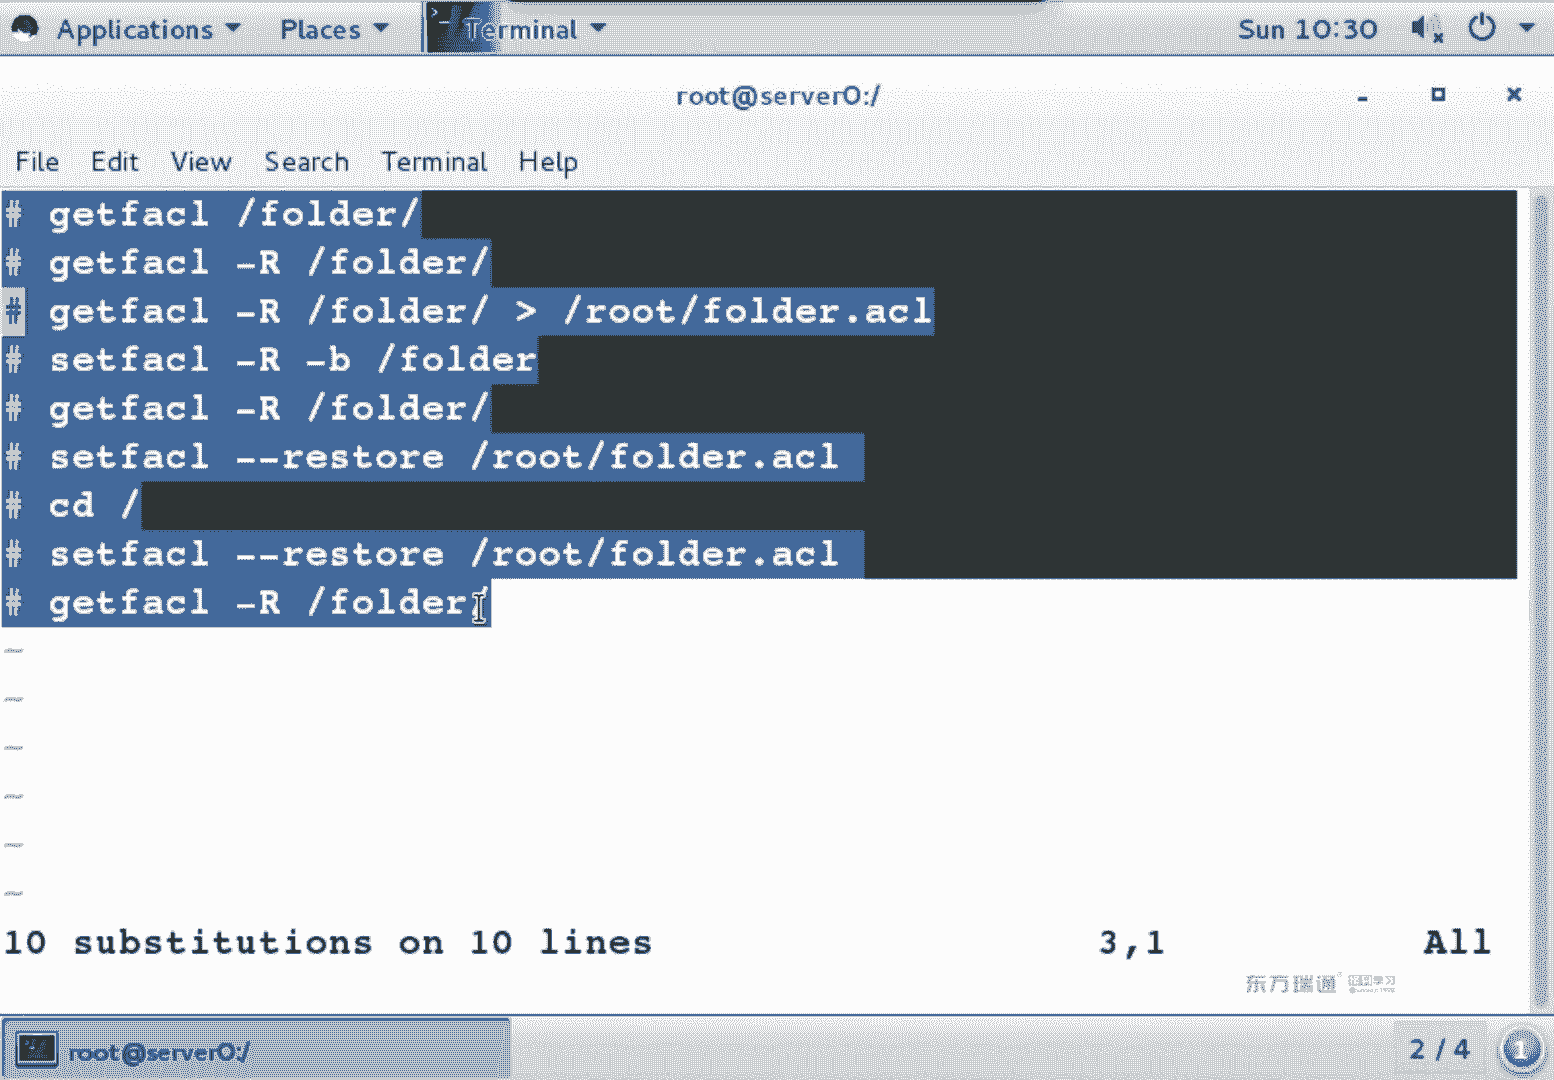 Applications Places Terminal Sun 10:30
root@server0:/
File Edit View Search Terminal Help
# getfacl /folder/
# getfacl -R /folder/
# getfacl -R /folder/ > /root/folder.acl
# setfacl -R -b /folder
# getfacl -R /folder/
# setfacl --restore /root/folder.acl
# cd /
# setfacl --restore /root/folder.acl
# getfacl -R /folder/
~
~
~
~
~
~
10 substitutions on 10 lines 3,1 All
东方瑞通
root@server0:/ 2 / 4 1